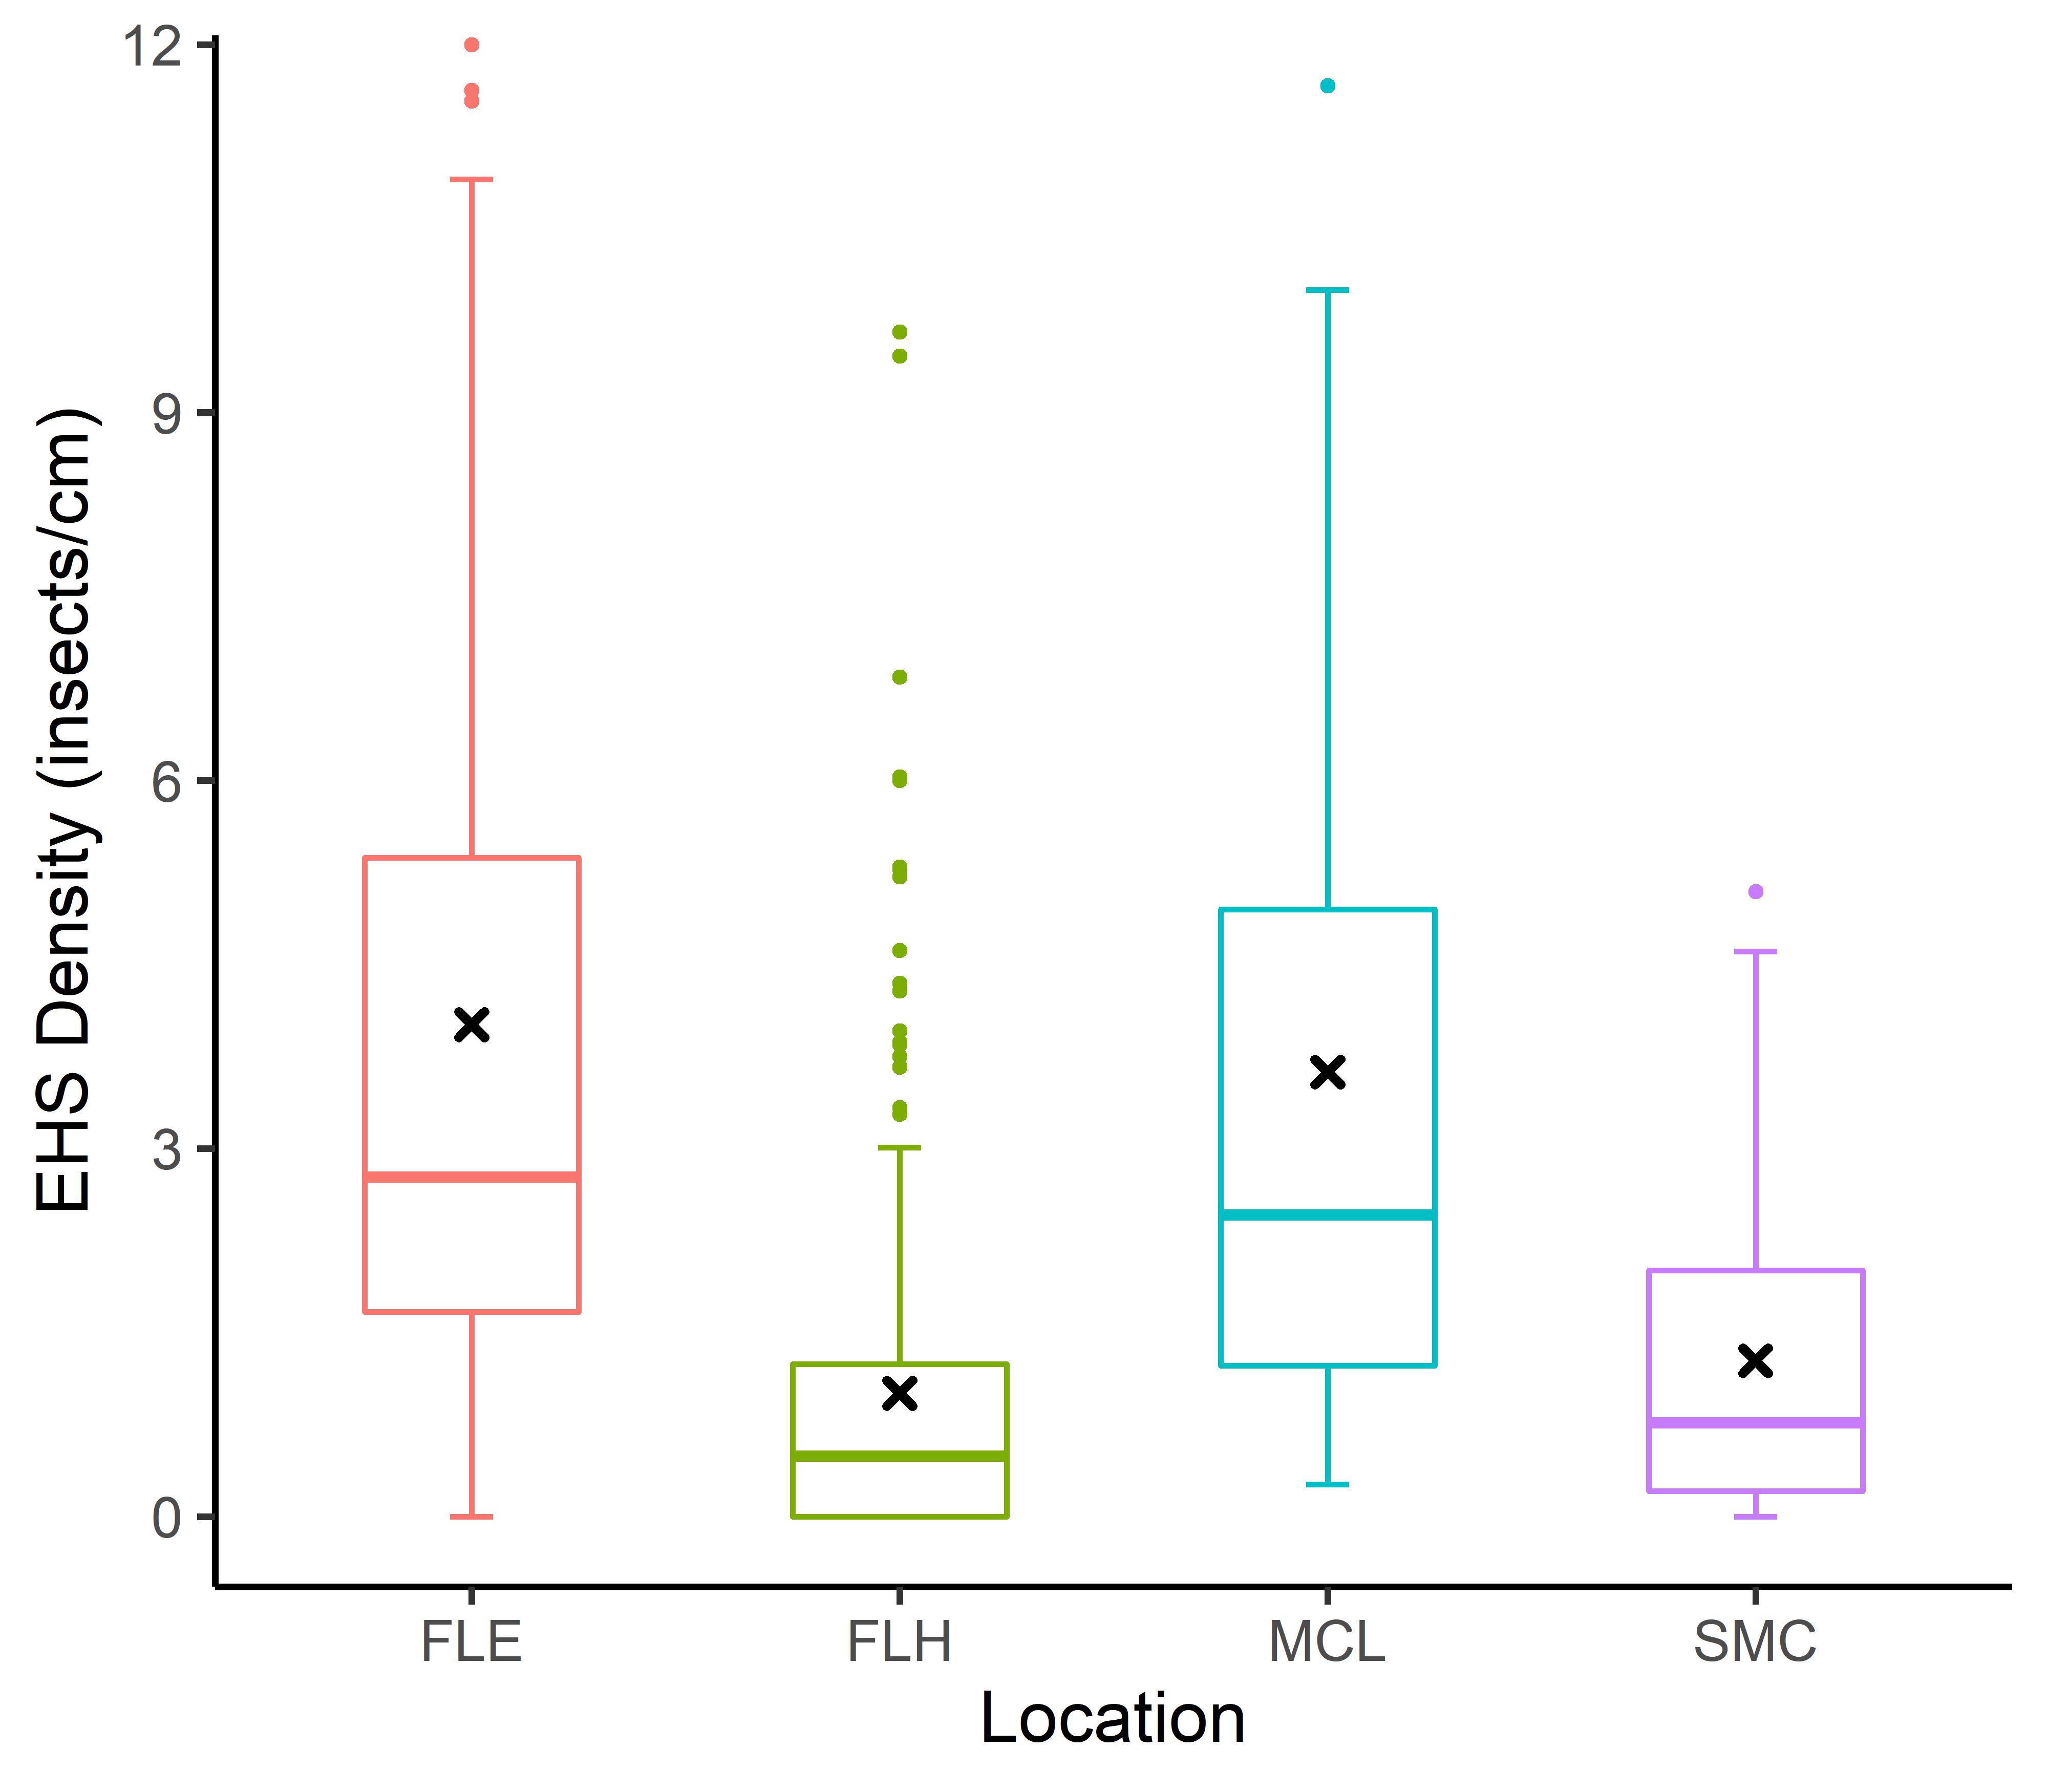 EHS Density (insects/cm)
12
9
6
3
0
FLE FLH MCL SMC
Location